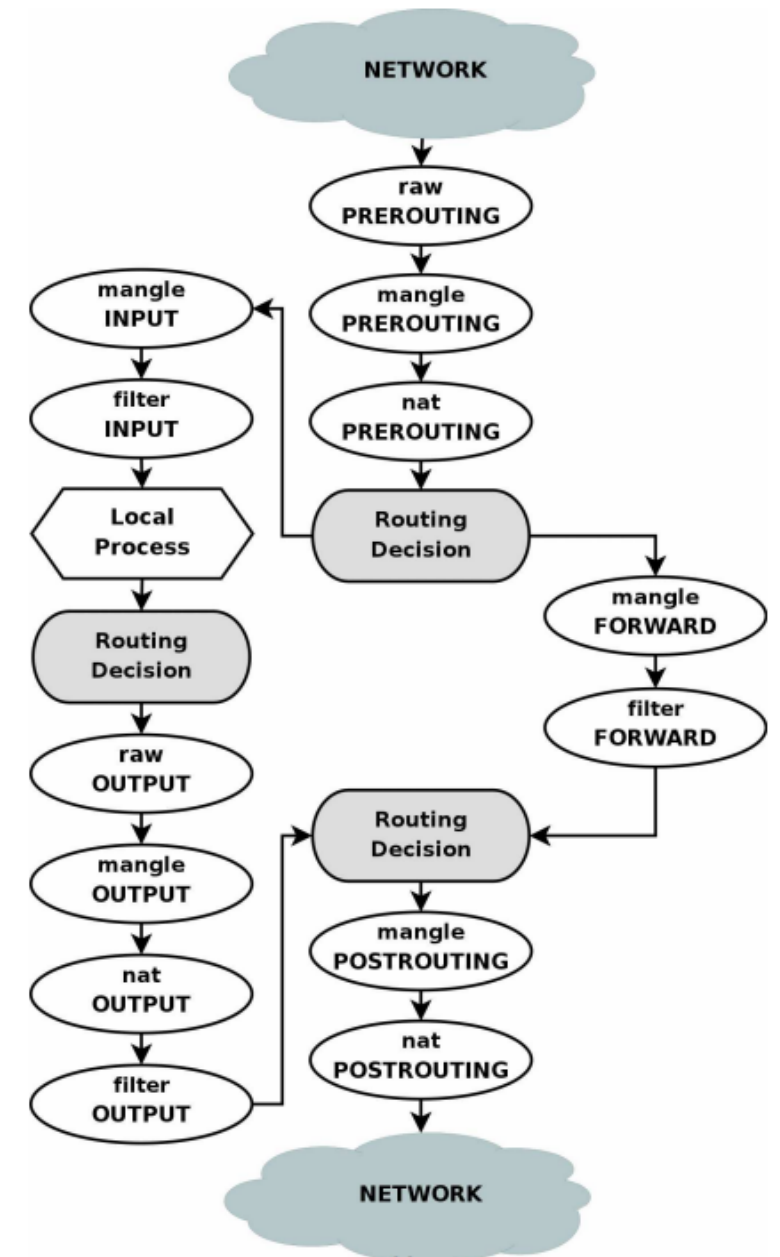 NETWORK
raw
PREROUTING
mangle
PREROUTING
nat
PREROUTING
Routing
Decision
mangle
INPUT
filter
INPUT
Local
Process
Routing
Decision
raw
OUTPUT
mangle
OUTPUT
nat
OUTPUT
filter
OUTPUT
mangle
FORWARD
filter
FORWARD
Routing
Decision
mangle
POSTROUTING
nat
POSTROUTING
NETWORK